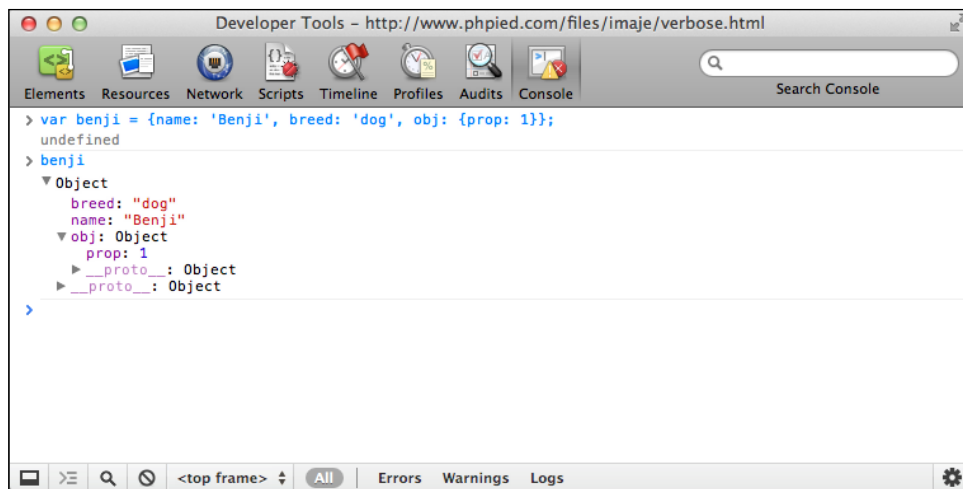 Developer Tools – http://www.phpied.com/files/imaje/verbose.html
Elements Resources Network Scripts Timeline Profiles Audits Console Search Console
> var benji = {name: 'Benji', breed: 'dog', obj: {prop: 1}};
undefined
> benji
▼Object
breed: "dog"
name: "Benji"
▼obj: Object
prop: 1
▶__proto__: Object
▶__proto__: Object
>
<top frame> All Errors Warnings Logs